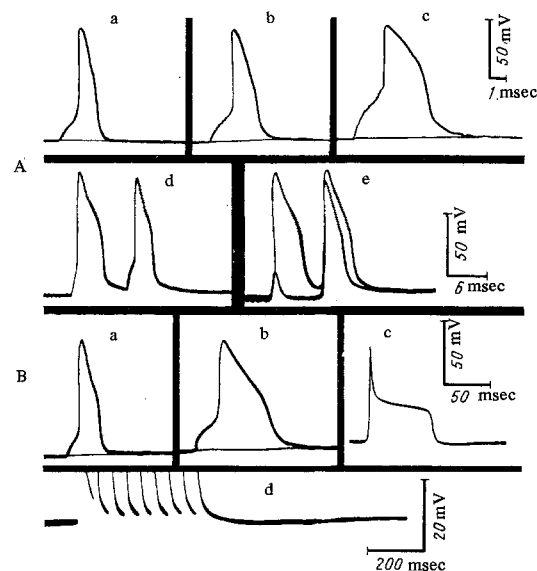 a b c
50 mV
1 msec
A
d e
50 mV
6 msec
a b c
B
50 mV
50 msec
d
20 mV
200 msec